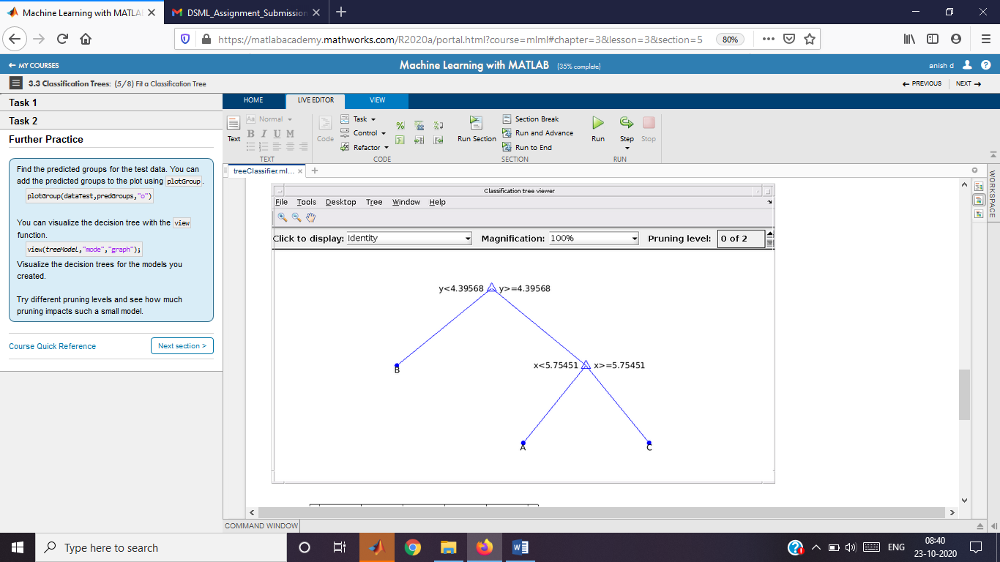 Machine Learning with MATLA
DSML_Assignment_Submission
https://matlabacademy.mathworks.com/R2020a/portal.html?course=mlml#chapter=3&lesson=3&section=5
80%
MY COURSES
Machine Learning with MATLAB (35% complete)
anish d
3.3 Classification Trees: (5/8) Fit a Classification Tree
PREVIOUS
NEXT
Task 1
Task 2
Further Practice
Find the predicted groups for the test data. You can
add the predicted groups to the plot using plotGroup.
plotGroup(dataTest,predGroups,"o")
You can visualize the decision tree with the view
function.
view(treeModel,"mode","graph");
Visualize the decision trees for the models you
created.
Try different pruning levels and see how much
pruning impacts such a small model.
Course Quick Reference
Next section >
HOME
LIVE EDITOR
VIEW
Text
Aa Normal
B I U M
TEXT
Code
Task
Control
Refactor
CODE
Run Section
Section Break
Run and Advance
Run to End
SECTION
Run
Step
Stop
RUN
treeClassifier.ml...
WORKSPACE
Classification tree viewer
File Tools Desktop Tree Window Help
Click to display: Identity
Magnification: 100%
Pruning level: 0 of 2
y<4.39568
y>=4.39568
B
x<5.75451
x>=5.75451
A
C
COMMAND WINDOW
Type here to search
ENG
08:40
23-10-2020